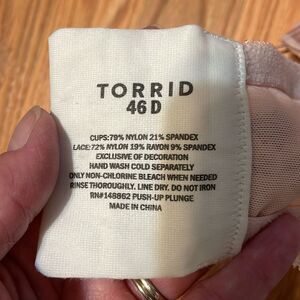 TORRID
46 D
CUPS:79% NYLON 21% SPANDEX
LACE:72% NYLON 19% RAYON 9% SPANDEX
EXCLUSIVE OF DECORATION
HAND WASH COLD SEPARATELY
ONLY NON-CHLORINE BLEACH WHEN NEEDED
RINSE THOROUGHLY. LINE DRY. DO NOT IRON
RN#148862 PUSH-UP PLUNGE
MADE IN CHINA